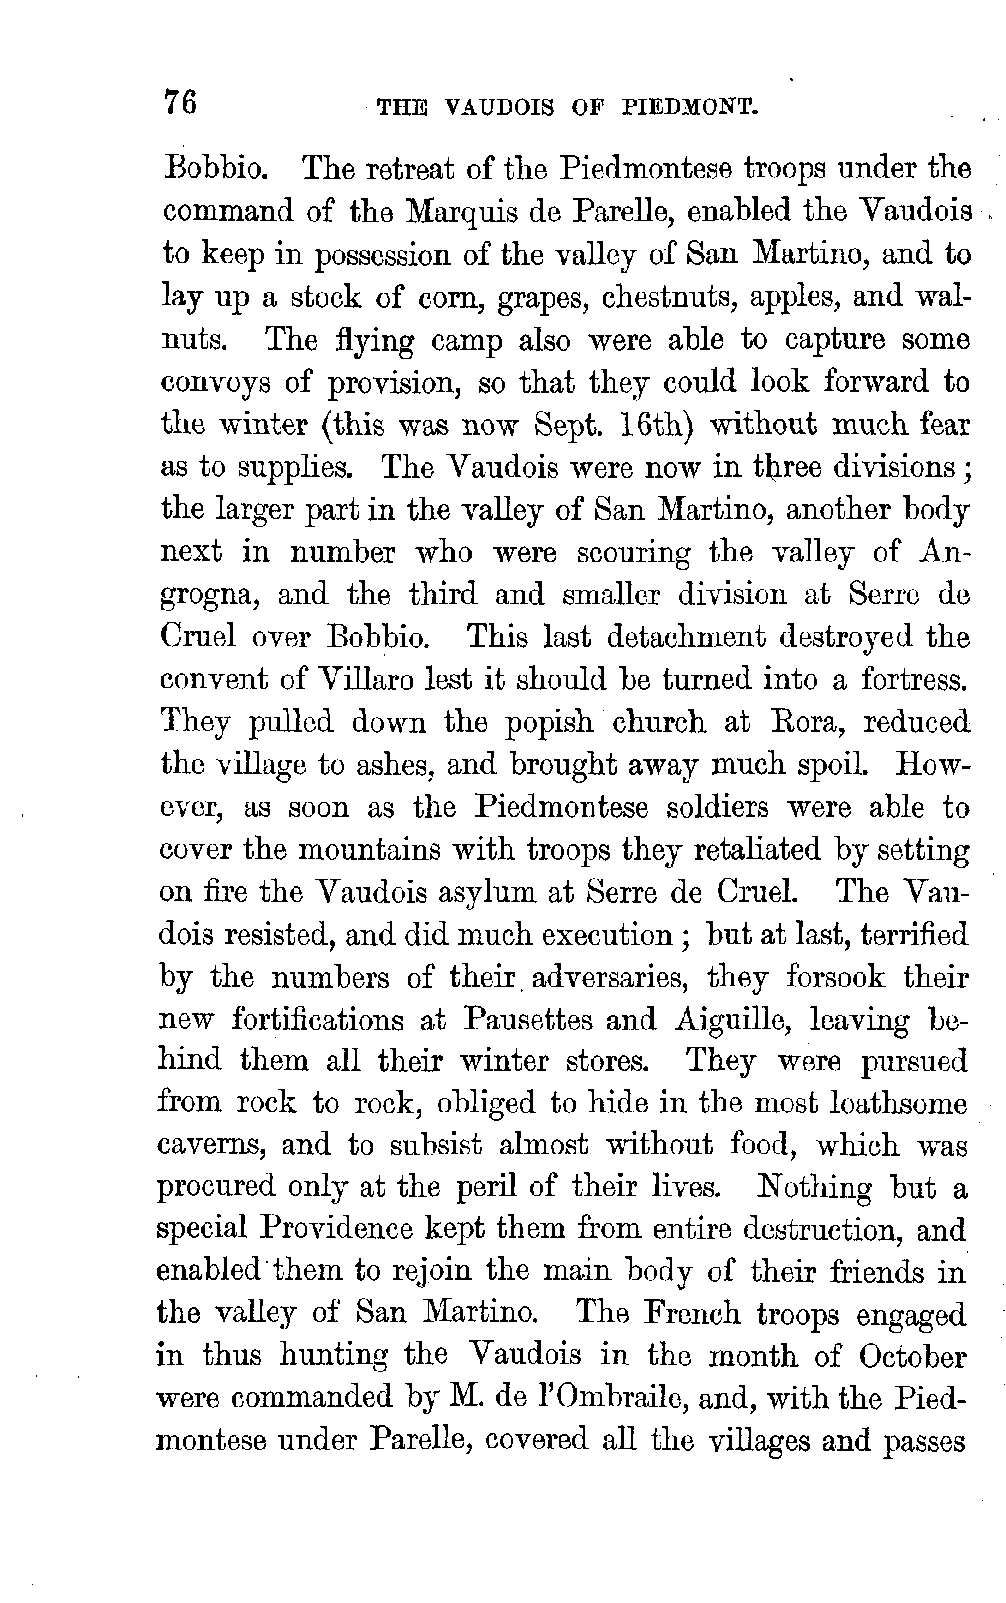 76 THE VAUDOIS OF PIEDMONT.
Bobbio. The retreat of the Piedmontese troops under the
command of the Marquis de Parelle, enabled the Vaudois
to keep in possession of the valley of San Martino, and to
lay up a stock of corn, grapes, chestnuts, apples, and wal-
nuts. The flying camp also were able to capture some
convoys of provision, so that they could look forward to
the winter (this was now Sept. 16th) without much fear
as to supplies. The Vaudois were now in three divisions ;
the larger part in the valley of San Martino, another body
next in number who were scouring the valley of An-
grogna, and the third and smaller division at Serre de
Cruel over Bobbio. This last detachment destroyed the
convent of Villaro lest it should be turned into a fortress.
They pulled down the popish church at Rora, reduced
the village to ashes, and brought away much spoil. How-
ever, as soon as the Piedmontese soldiers were able to
cover the mountains with troops they retaliated by setting
on fire the Vaudois asylum at Serre de Cruel. The Vau-
dois resisted, and did much execution ; but at last, terrified
by the numbers of their adversaries, they forsook their
new fortifications at Pausettes and Aiguille, leaving be-
hind them all their winter stores. They were pursued
from rock to rock, obliged to hide in the most loathsome
caverns, and to subsist almost without food, which was
procured only at the peril of their lives. Nothing but a
special Providence kept them from entire destruction, and
enabled them to rejoin the main body of their friends in
the valley of San Martino. The French troops engaged
in thus hunting the Vaudois in the month of October
were commanded by M. de l'Ombraile, and, with the Pied-
montese under Parelle, covered all the villages and passes